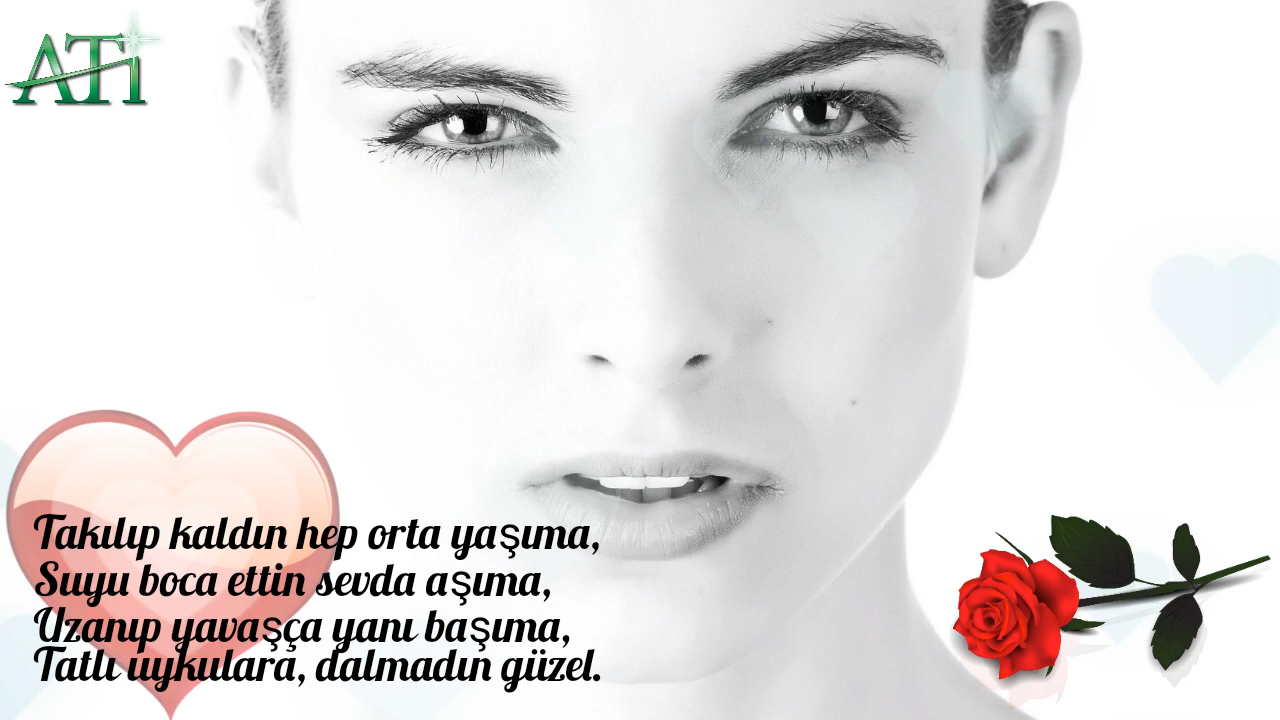 ATi
Takılıp kaldın hep orta yaşıma,
Suyu boca ettin sevda aşıma,
Uzanıp yavaşça yanı başıma,
Tatlı uykulara, dalmadın güzel.